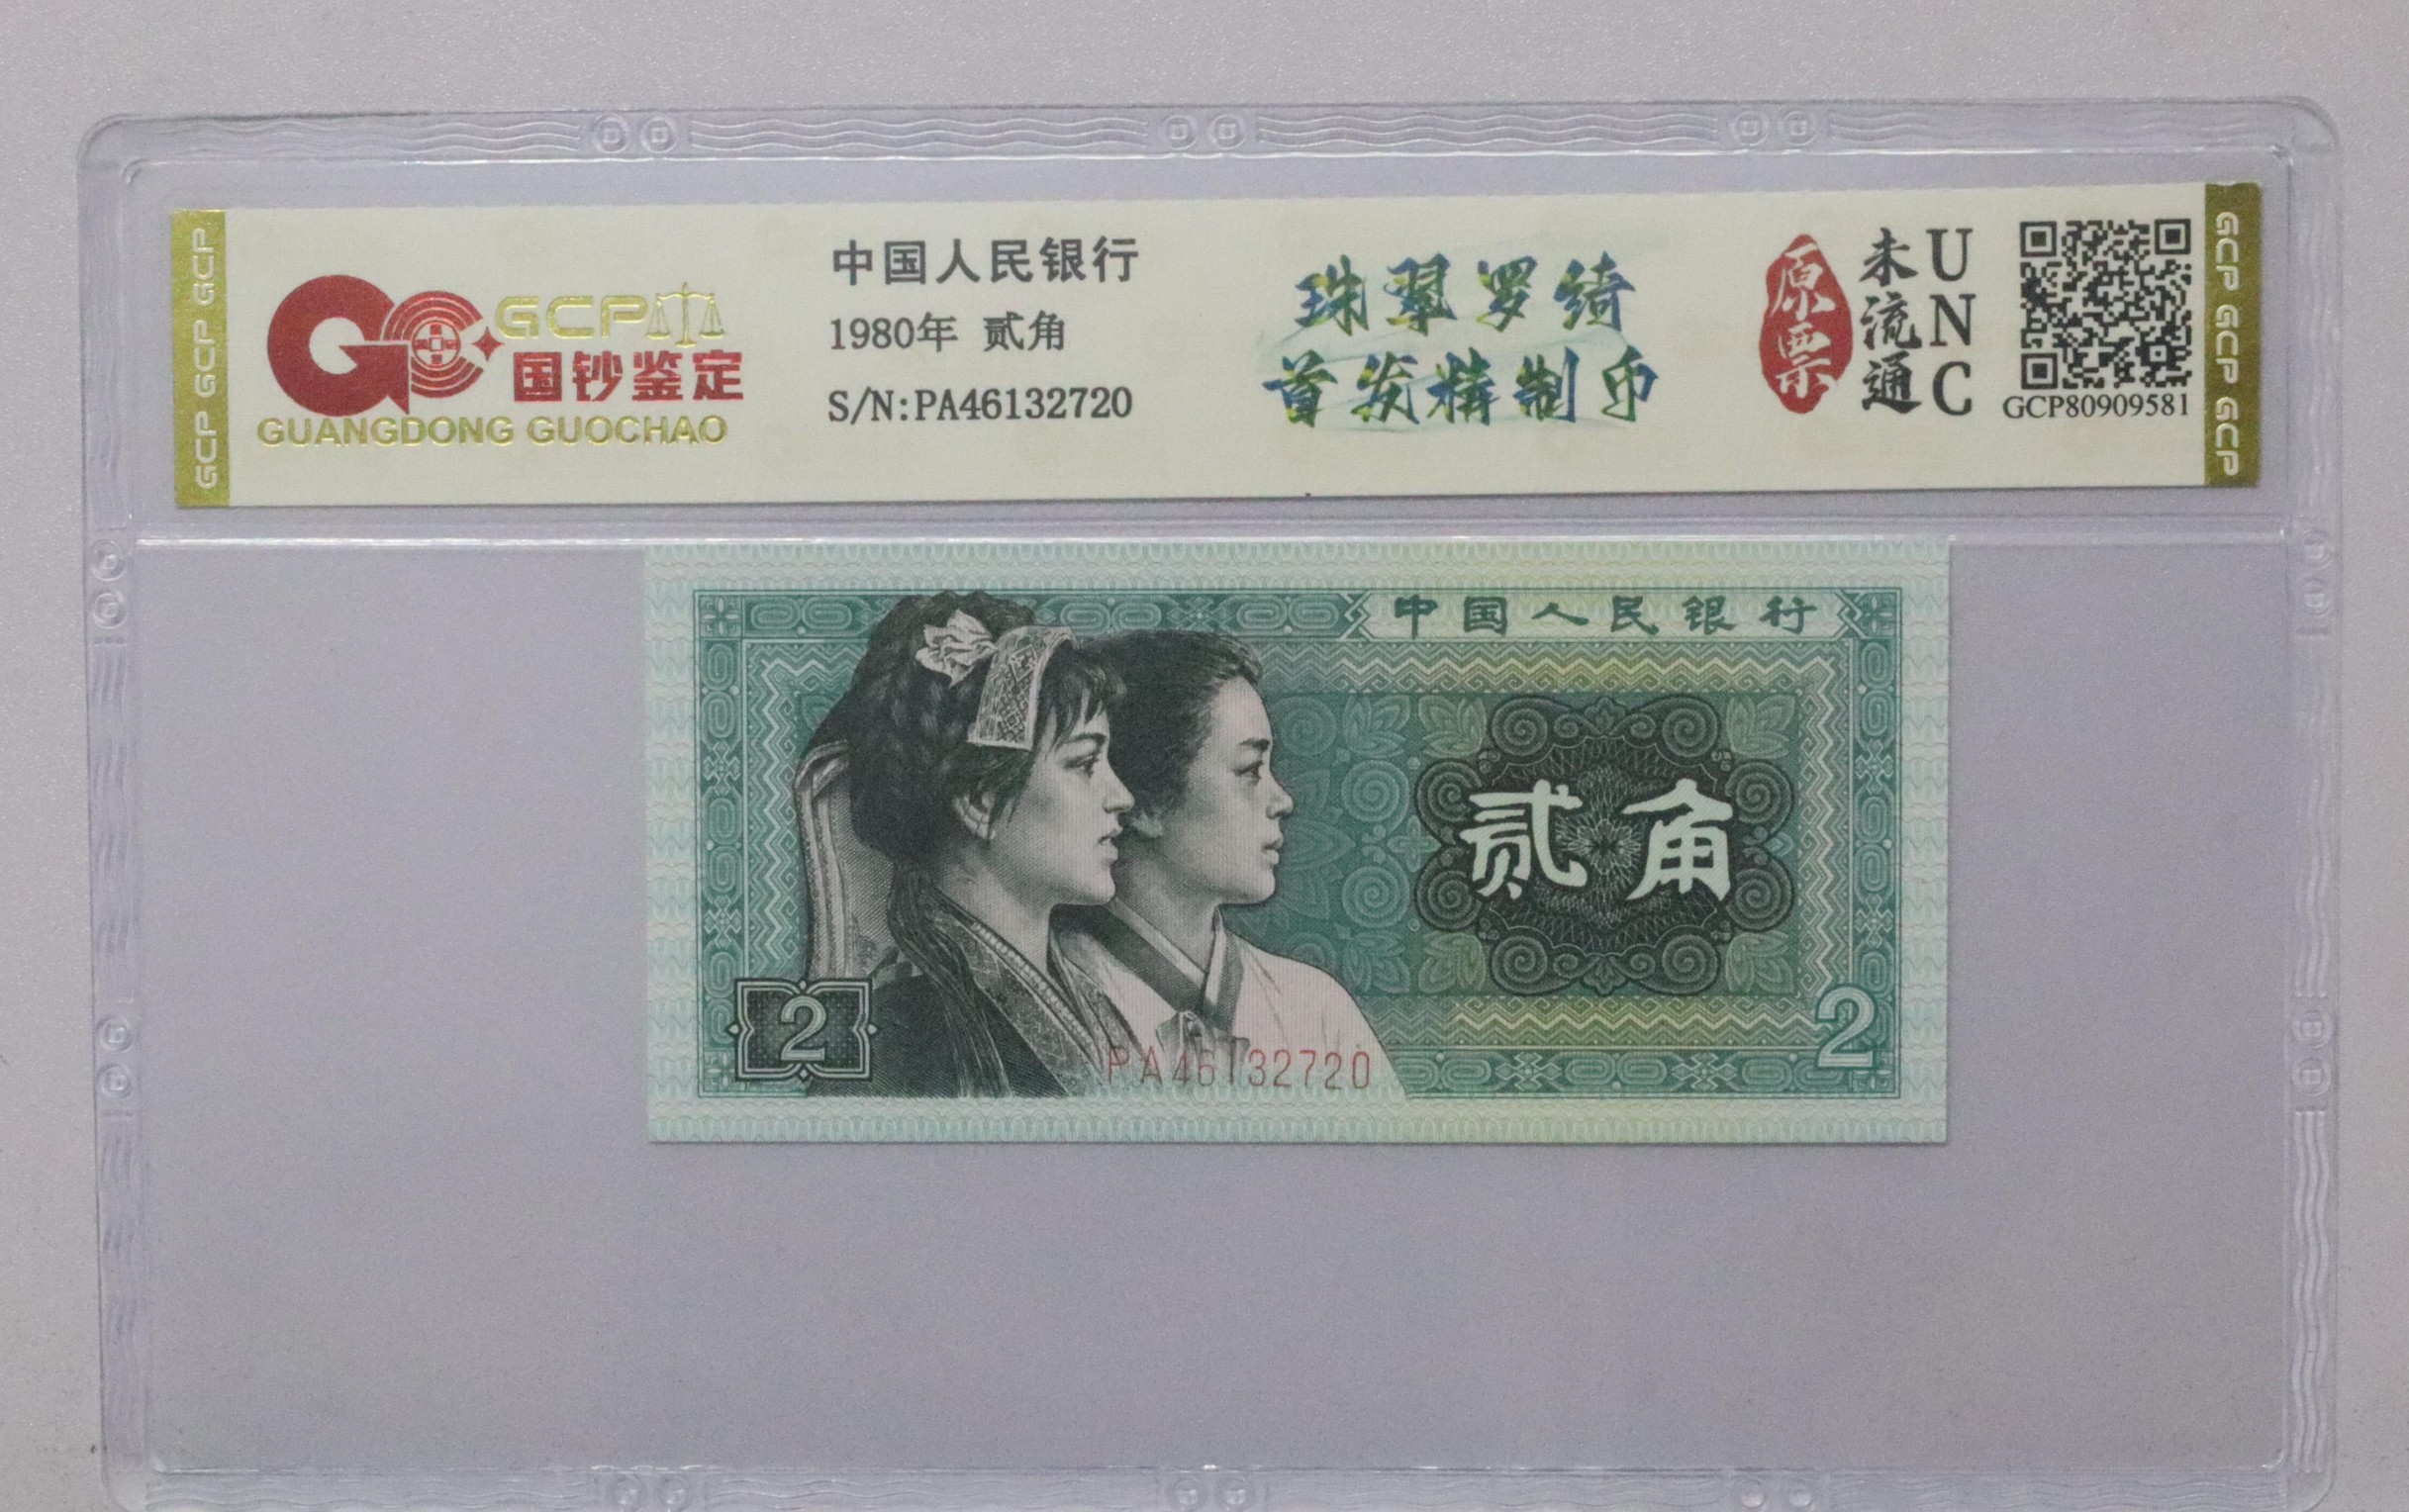 GCP GCP GCP
GCP
国钞鉴定
GUANGDONG GUOCHAO
中国人民银行
1980年 贰角
S/N:PA46132720
珠翠罗绮
首发精制币
原票
未流通
UNC
GCP80909581
GCP GCP GCP GCP
中国人民银行
贰角
2
2
PA46132720